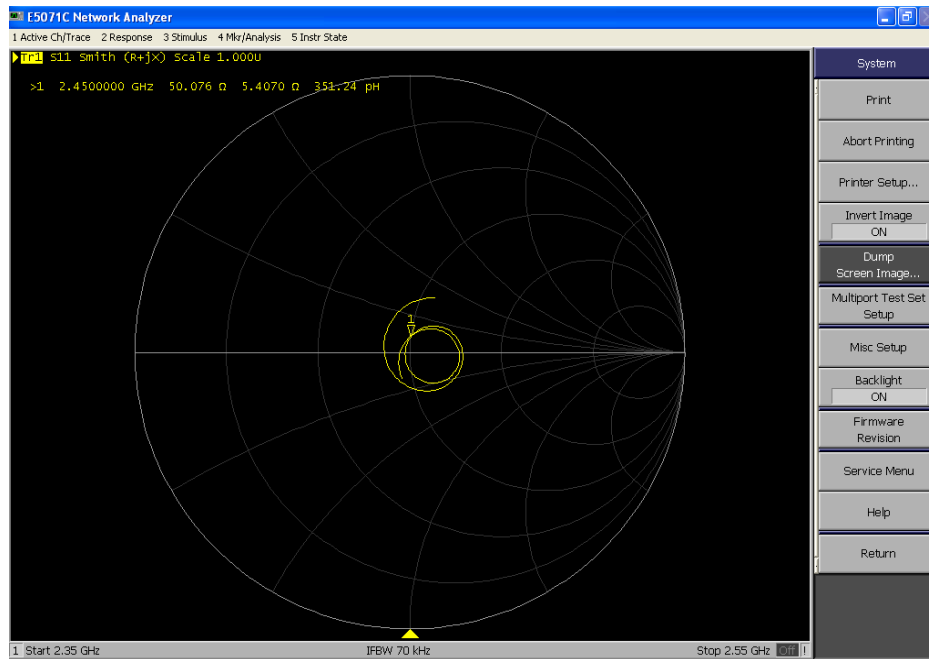 E5071C Network Analyzer
1 Active Ch/Trace 2 Response 3 Stimulus 4 Mkr/Analysis 5 Instr State
Tr1 S11 Smith (R+jX) Scale 1.000U
>1 2.4500000 GHz 50.076 Ω 5.4070 Ω 351.24 pH
1
System
Print
Abort Printing
Printer Setup...
Invert Image
ON
Dump
Screen Image...
Multiport Test Set
Setup
Misc Setup
Backlight
ON
Firmware
Revision
Service Menu
Help
Return
1 Start 2.35 GHz IFBW 70 kHz Stop 2.55 GHz Off !